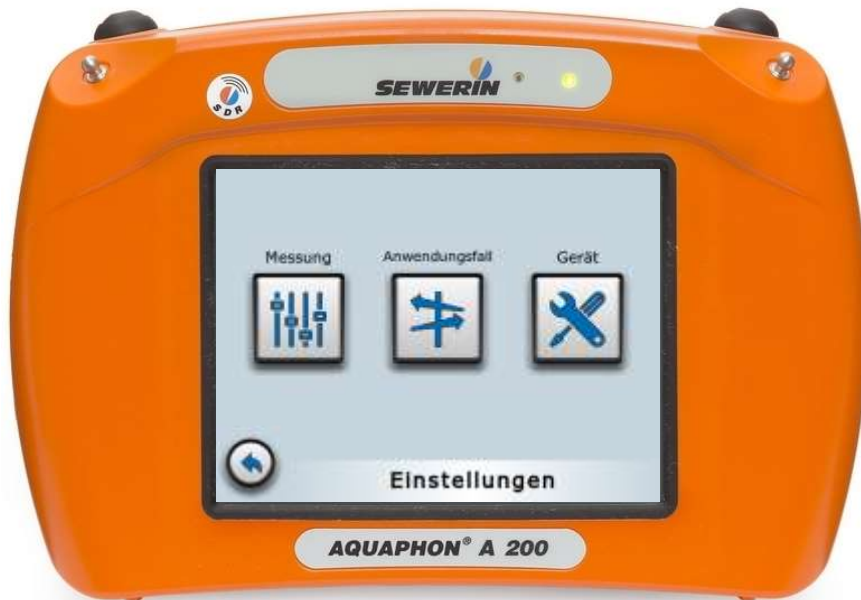 SEWERIN
SDR
Messung Anwendungsfall Gerät
Einstellungen
AQUAPHON® A 200